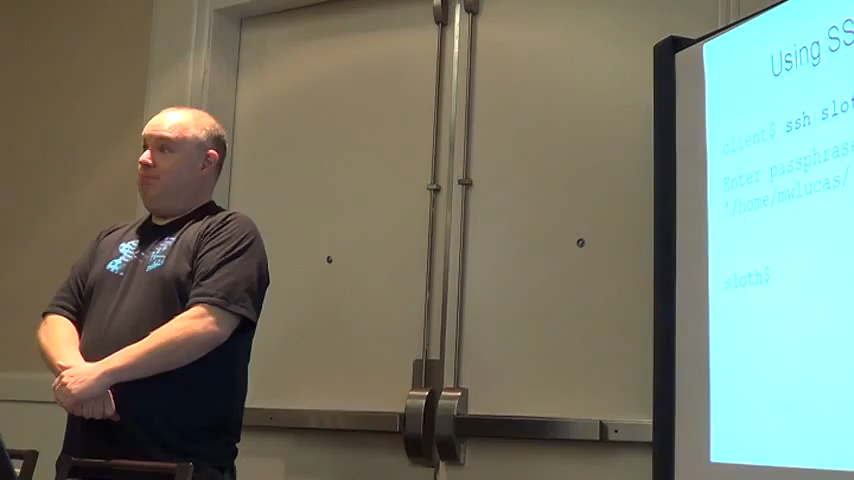 Using SS
client$ ssh slot
Enter passphrase
'/home/mwlucas/
sloth$